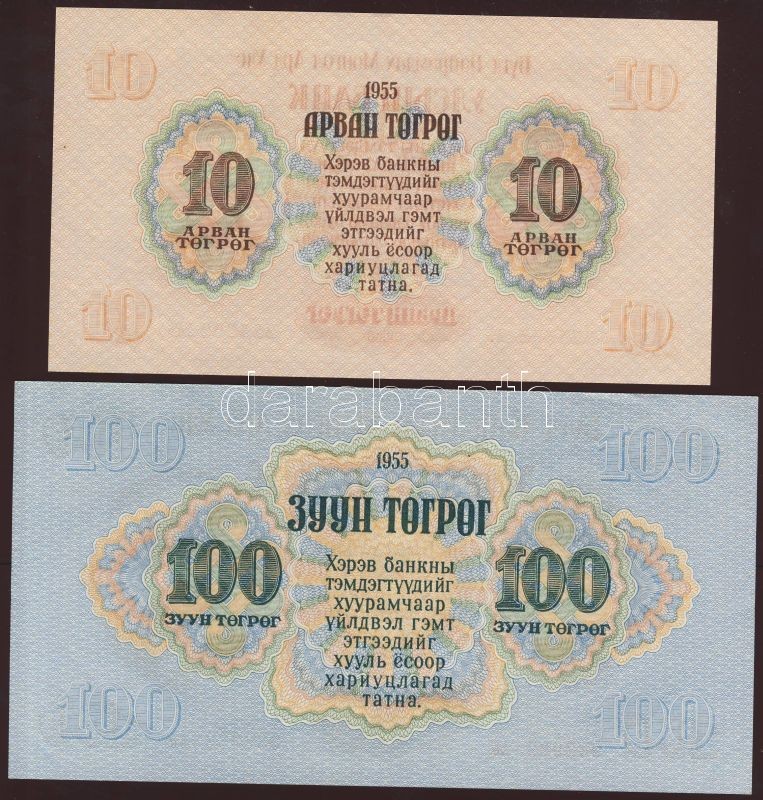 10 10
1955
АРВАН ТӨГРӨГ
Хэрэв банкны
тэмдэгтүүдийг
хуурамчаар
үйлдвэл гэмт
этгээдийг
хууль ёсоор
хариуцлагад
татна.
10
АРВАН
ТӨГРӨГ
10
АРВАН
ТӨГРӨГ
10 10
darabanth
100 100
1955
ЗУУН ТӨГРӨГ
Хэрэв банкны
тэмдэгтүүдийг
хуурамчаар
үйлдвэл гэмт
этгээдийг
хууль ёсоор
хариуцлагад
татна.
100
ЗУУН ТӨГРӨГ
100
ЗУУН ТӨГРӨГ
100 100